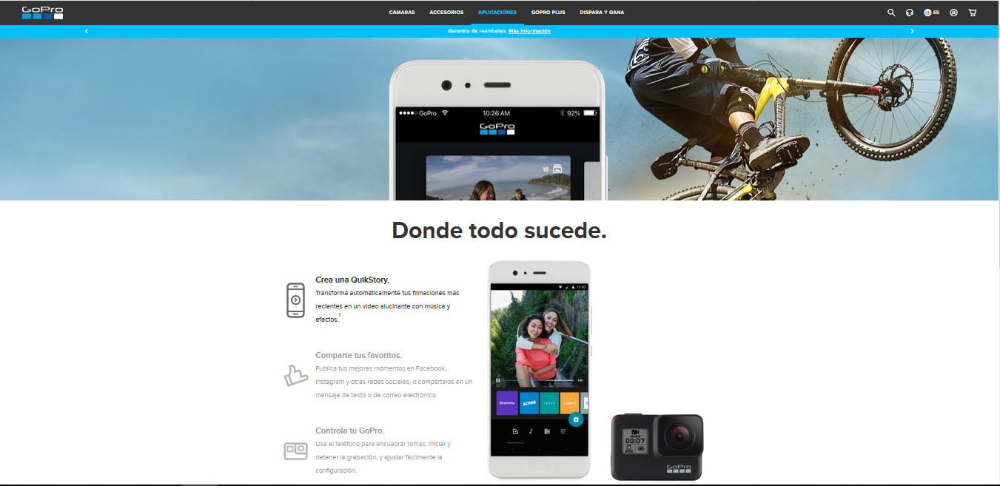 GoPro
CÁMARAS ACCESORIOS APLICACIONES GOPRO PLUS DISPARA Y GANA
ES
Garantía de reembolso. Más información
GoPro 10:26 AM 92%
GoPro
18
Donde todo sucede.
Crea una QuikStory.
Transforma automáticamente tus filmaciones más
recientes en un video alucinante con música y
efectos.1
Comparte tus favoritos.
Publica tus mejores momentos en Facebook,
Instagram y otras redes sociales, o compártelos en un
mensaje de texto o de correo electrónico.
Controla tu GoPro.
Usa el teléfono para encuadrar tomas, iniciar y
detener la grabación, y ajustar fácilmente la
configuración.
12:30
Grammy ACTION LAPSE LIGHT
00:07
GoPro